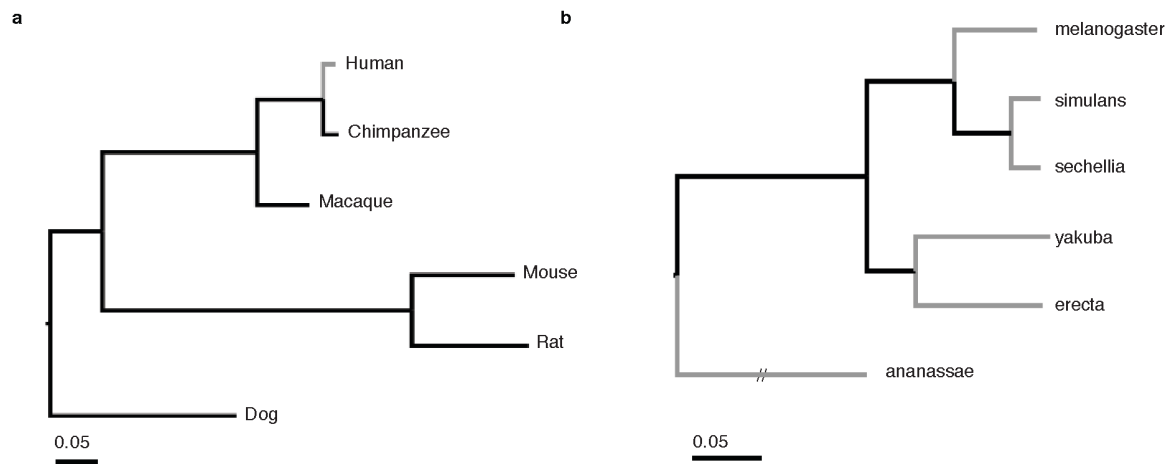 a
Human
Chimpanzee
Macaque
Mouse
Rat
Dog
0.05
b
melanogaster
simulans
sechellia
yakuba
erecta
ananassae
//
0.05